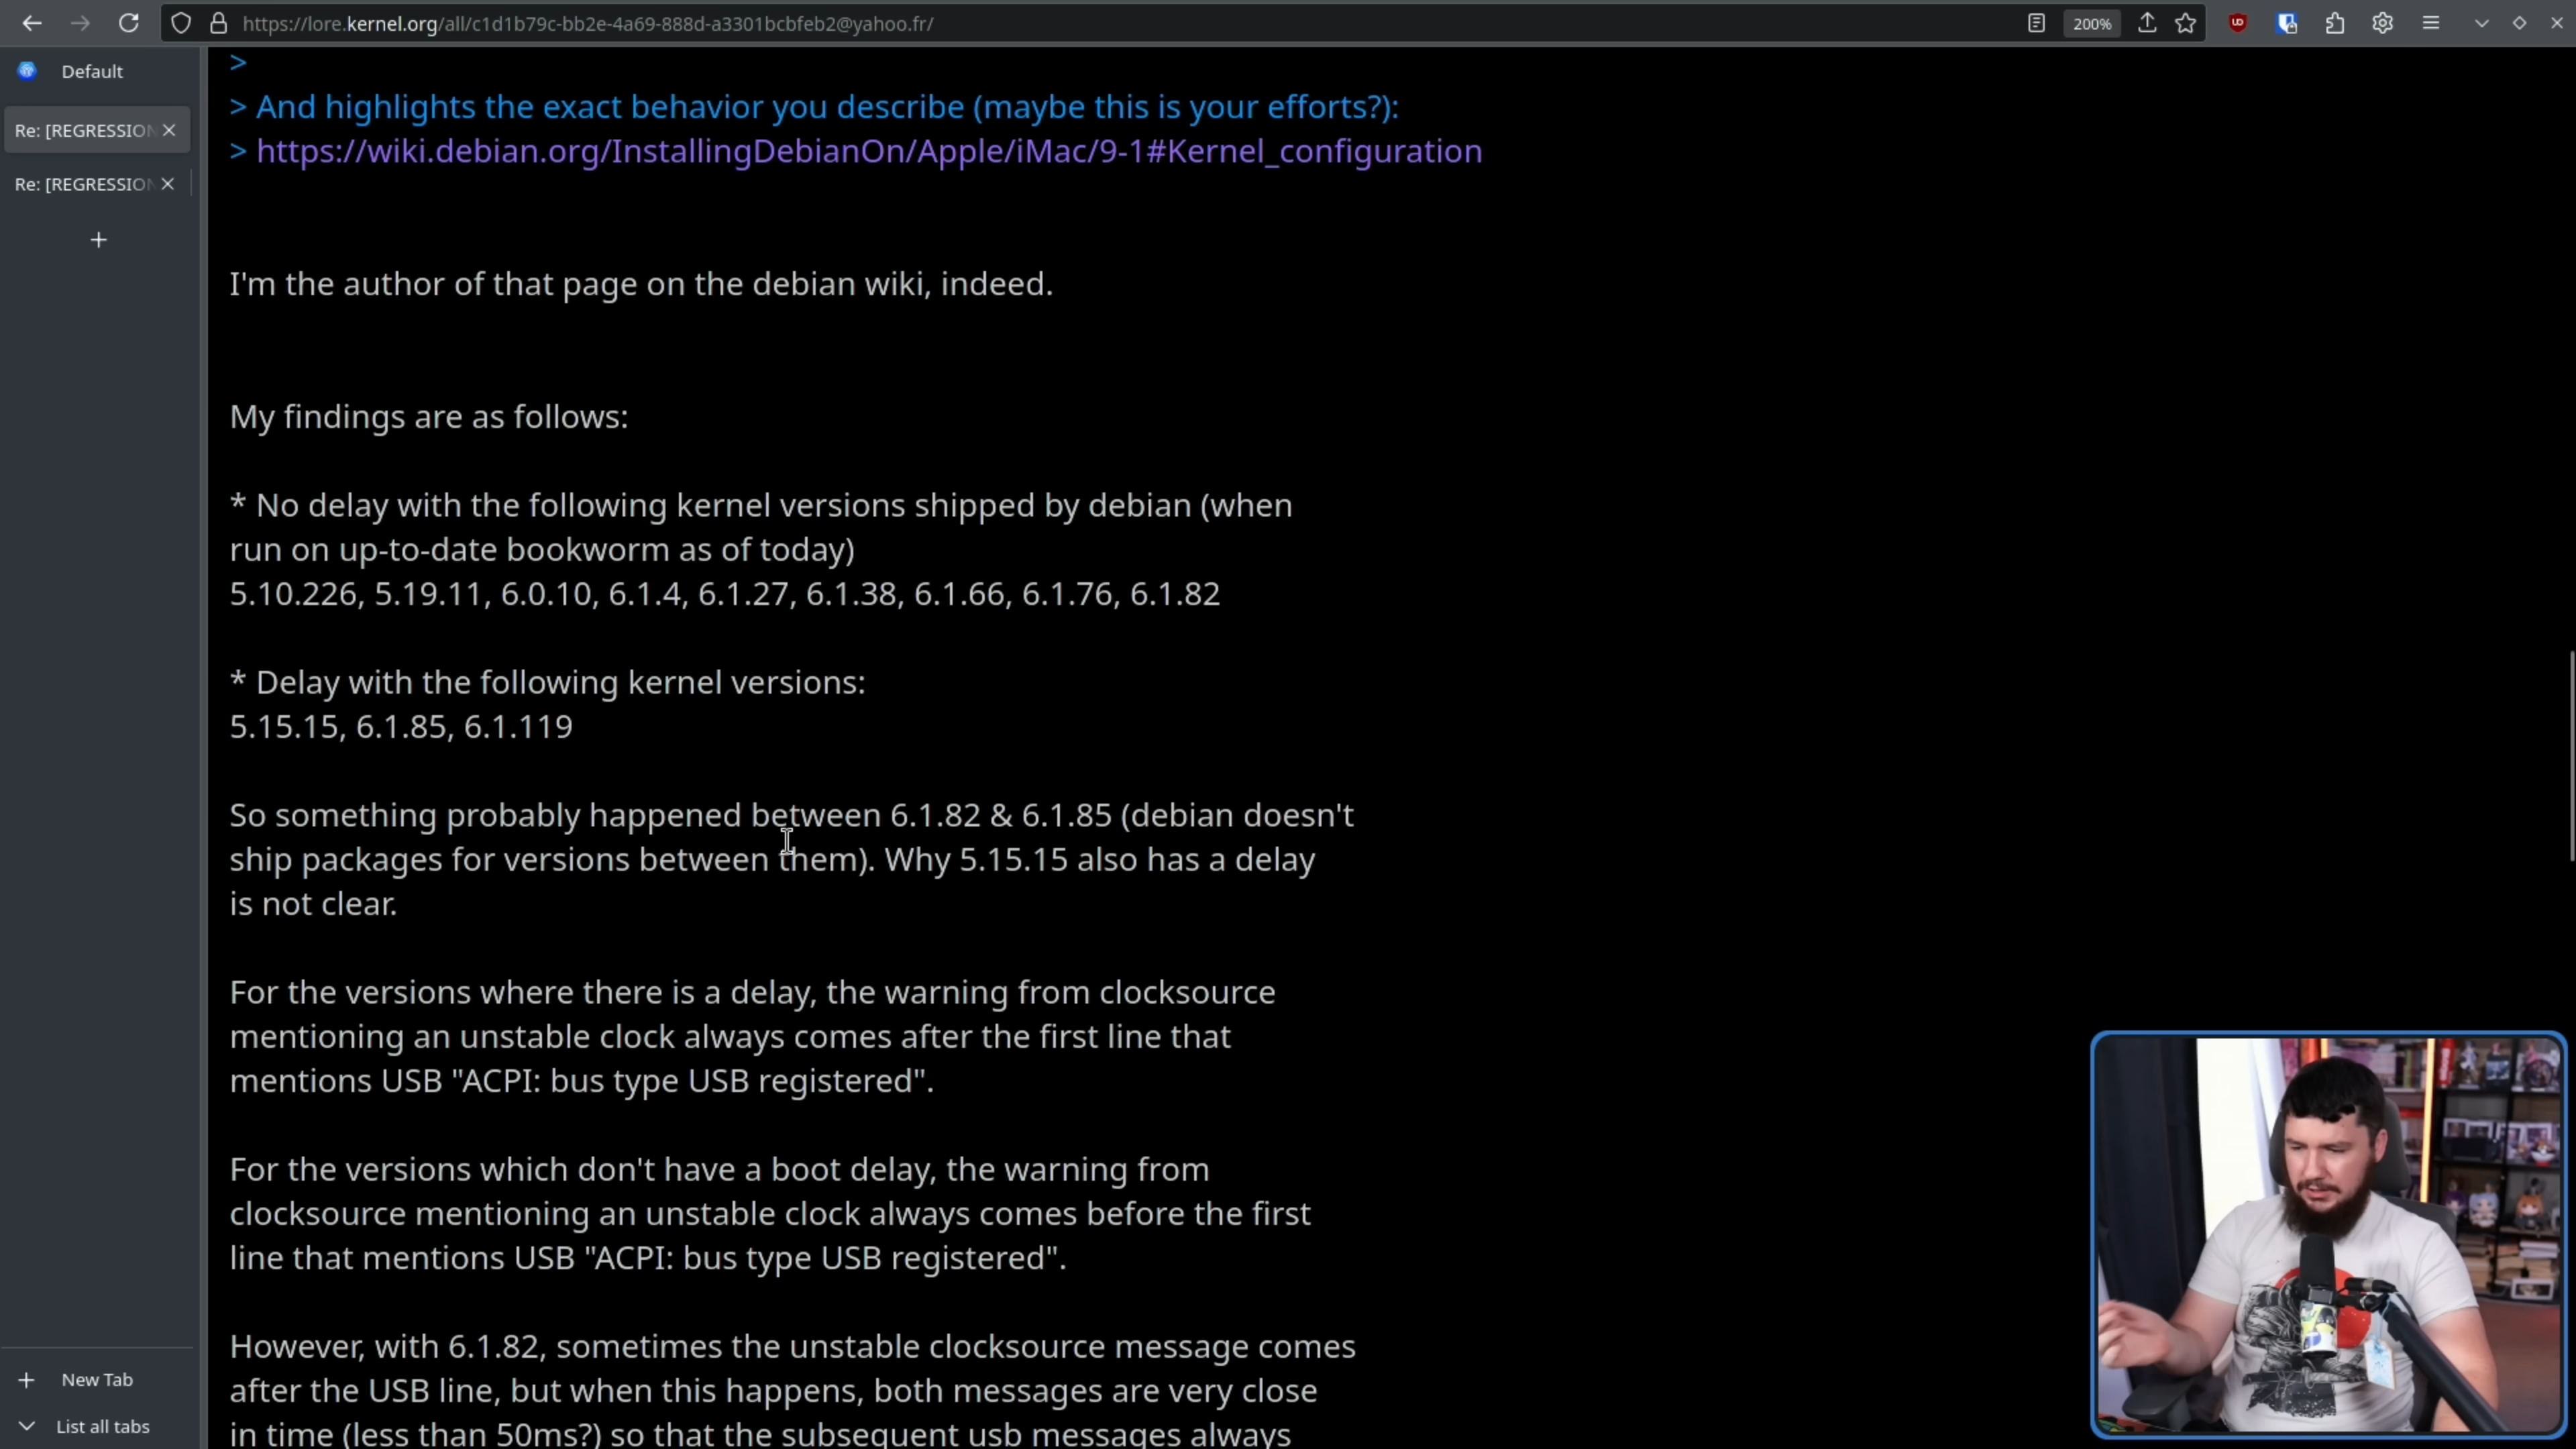 https://lore.kernel.org/all/c1d1b79c-bb2e-4a69-888d-a3301bcbfeb2@yahoo.fr/
200%
Default
Re: [REGRESSION
Re: [REGRESSION
>
> And highlights the exact behavior you describe (maybe this is your efforts?):
> https://wiki.debian.org/InstallingDebianOn/Apple/iMac/9-1#Kernel_configuration
I'm the author of that page on the debian wiki, indeed.
My findings are as follows:
* No delay with the following kernel versions shipped by debian (when
run on up-to-date bookworm as of today)
5.10.226, 5.19.11, 6.0.10, 6.1.4, 6.1.27, 6.1.38, 6.1.66, 6.1.76, 6.1.82
* Delay with the following kernel versions:
5.15.15, 6.1.85, 6.1.119
So something probably happened between 6.1.82 & 6.1.85 (debian doesn't
ship packages for versions between them). Why 5.15.15 also has a delay
is not clear.
For the versions where there is a delay, the warning from clocksource
mentioning an unstable clock always comes after the first line that
mentions USB "ACPI: bus type USB registered".
For the versions which don't have a boot delay, the warning from
clocksource mentioning an unstable clock always comes before the first
line that mentions USB "ACPI: bus type USB registered".
However, with 6.1.82, sometimes the unstable clocksource message comes
after the USB line, but when this happens, both messages are very close
in time (less than 50ms?) so that the subsequent usb messages always
New Tab
List all tabs